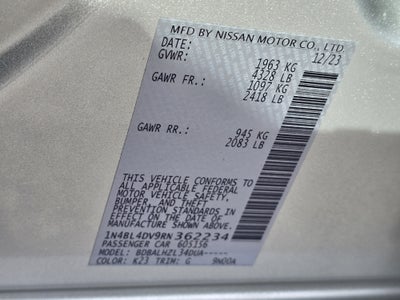 MFD BY NISSAN MOTOR CO., LTD.
DATE: 12/23
GVWR: 1963 KG
4328 LB
GAWR FR.: 1097 KG
2418 LB
GAWR RR.: 945 KG
2083 LB
THIS VEHICLE CONFORMS TO
ALL APPLICABLE FEDERAL
MOTOR VEHICLE SAFETY,
BUMPER, AND THEFT
PREVENTION STANDARDS
IN EFFECT ON THE DATE OF
MANUFACTURE SHOWN ABOVE.
1N4BL4DV9RN362234
PASSENGER CAR 605156
MODEL: BDBALHZL34DUA-----
COLOR: K23 TRIM: G 9N00A